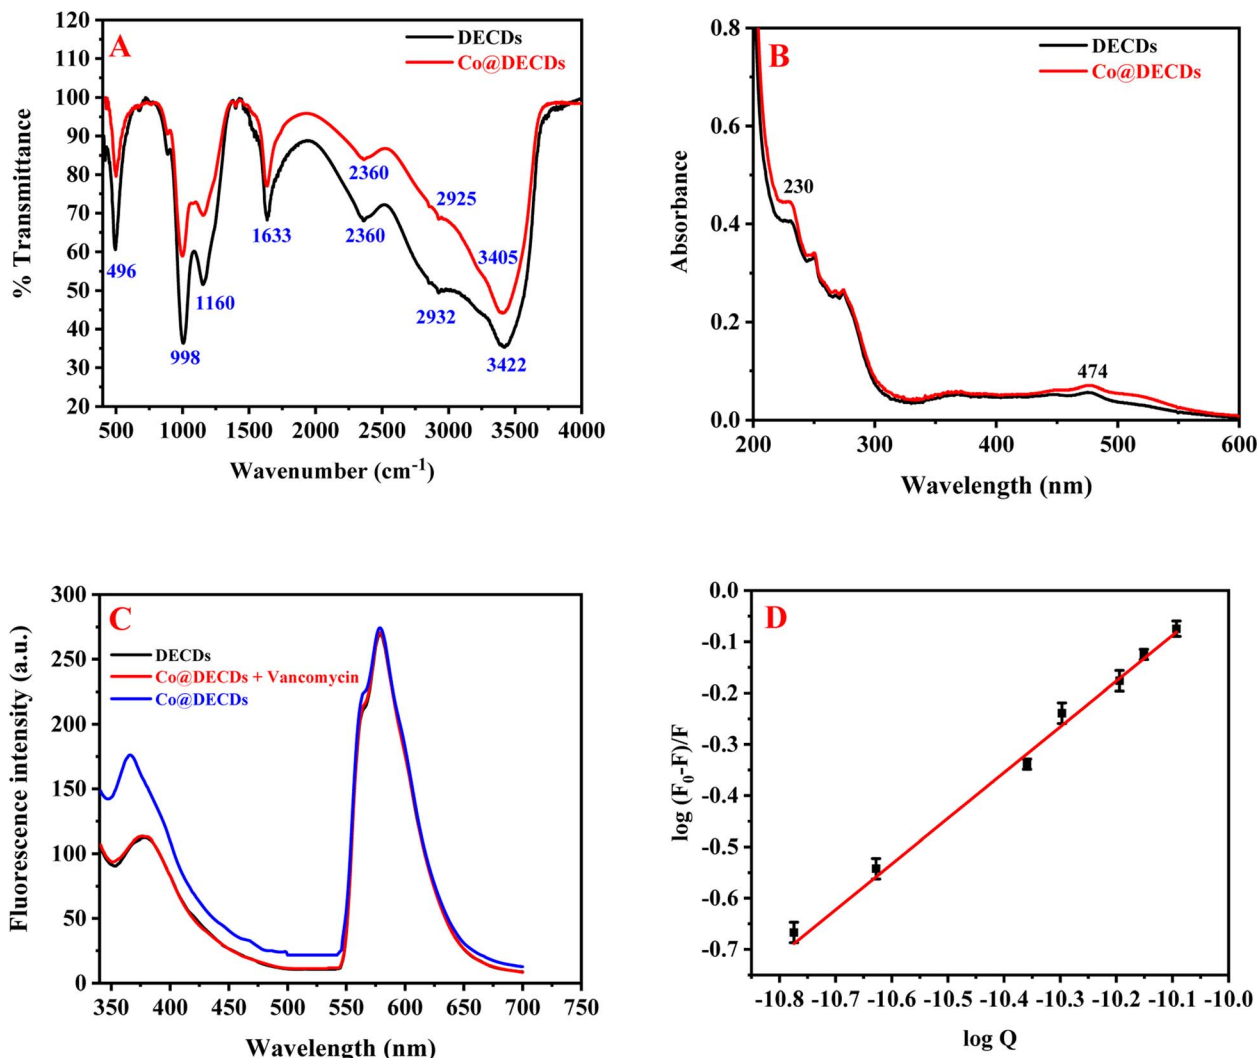 A
DECDs
Co@DECDs
120
110
100
90
80
70
60
50
40
30
20
% Transmittance
496
998
1160
1633
2360
2360
2925
2932
3405
3422
500 1000 1500 2000 2500 3000 3500 4000
Wavenumber (cm-1)
B
DECDs
Co@DECDs
0.8
0.6
0.4
0.2
0.0
Absorbance
230
474
200 300 400 500 600
Wavelength (nm)
C
DECDs
Co@DECDs + Vancomycin
Co@DECDs
300
250
200
150
100
50
0
Fluorescence intensity (a.u.)
350 400 450 500 550 600 650 700 750
Wavelength (nm)
D
0.0
-0.1
-0.2
-0.3
-0.4
-0.5
-0.6
-0.7
log (F0-F)/F
-10.8 -10.7 -10.6 -10.5 -10.4 -10.3 -10.2 -10.1 -10.0
log Q